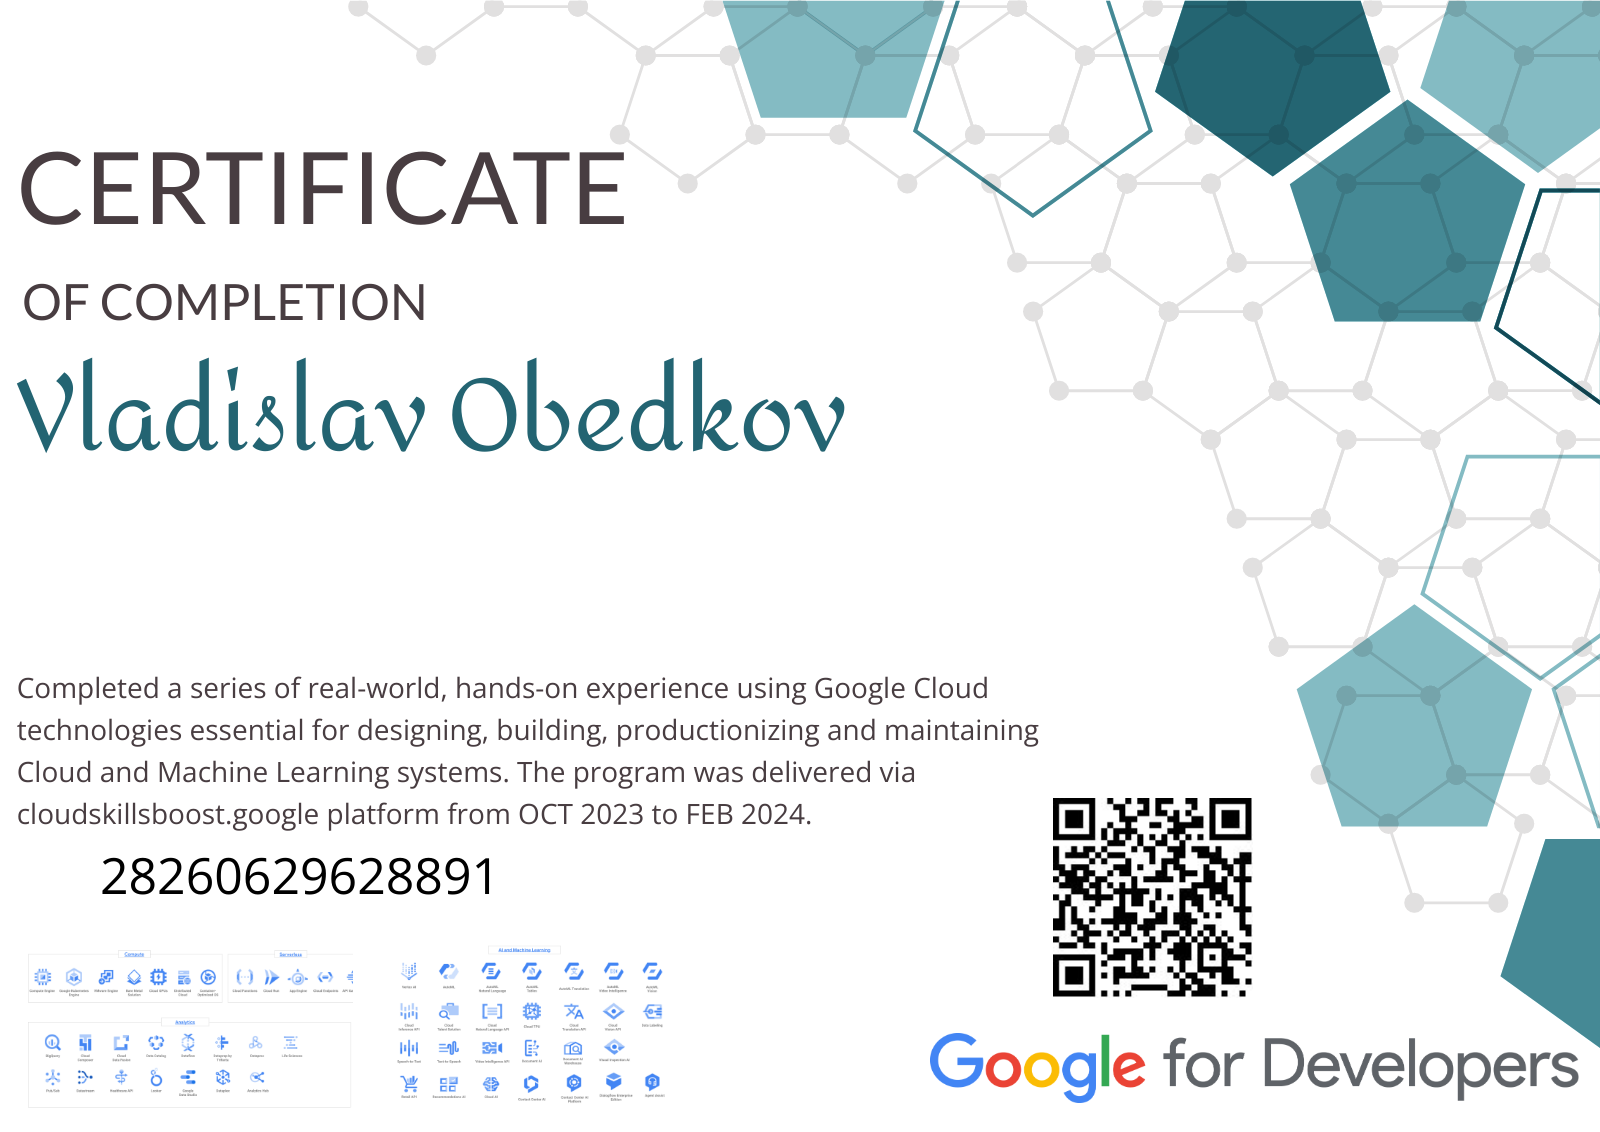 CERTIFICATE
OF COMPLETION
Vladislav Obedkov
Completed a series of real-world, hands-on experience using Google Cloud
technologies essential for designing, building, productionizing and maintaining
Cloud and Machine Learning systems. The program was delivered via
cloudskillsboost.google platform from OCT 2023 to FEB 2024.
28260629628891
Compute
Serverless
AI and Machine Learning
Analytics
Google for Developers